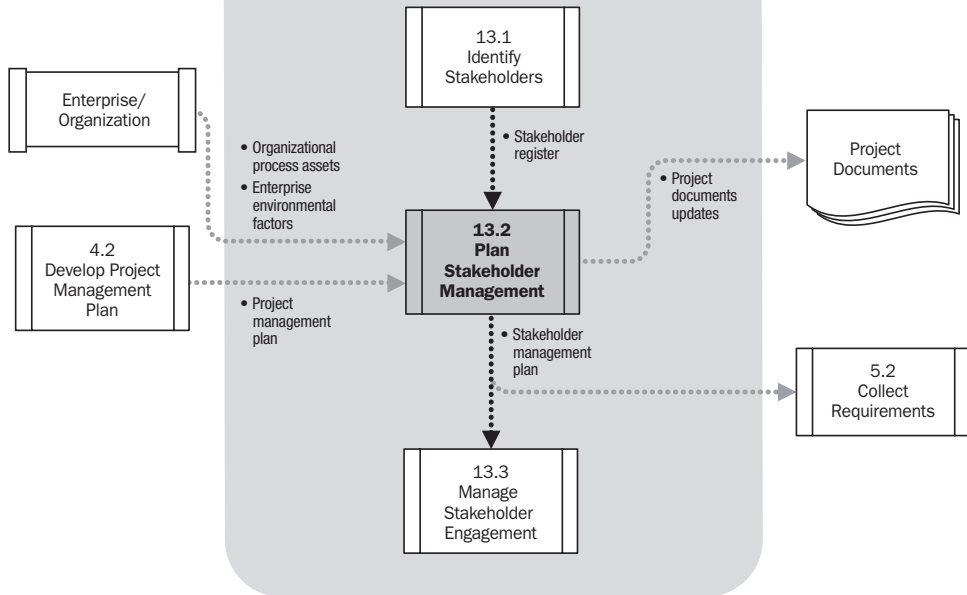 13.1
Identify
Stakeholders
Enterprise/
Organization
• Stakeholder
register
• Organizational
process assets
• Enterprise
environmental
factors
Project
Documents
• Project
documents
updates
13.2
Plan
Stakeholder
Management
4.2
Develop Project
Management
Plan
• Project
management
plan
• Stakeholder
management
plan
5.2
Collect
Requirements
13.3
Manage
Stakeholder
Engagement